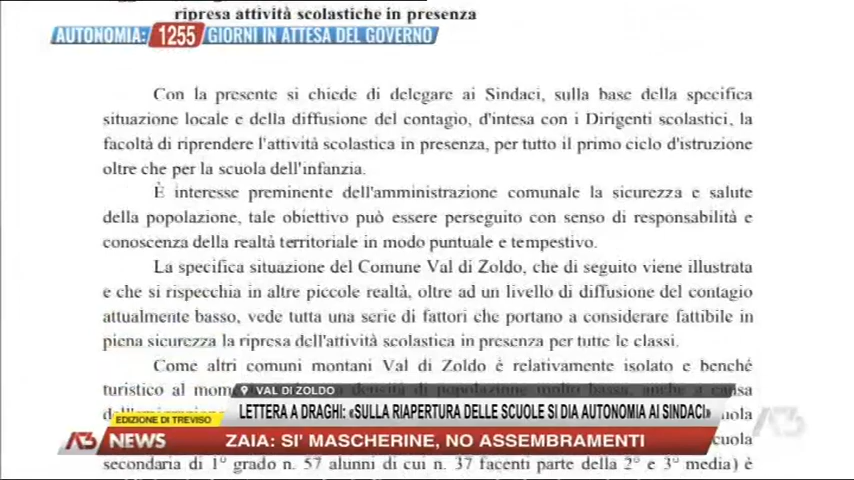 ripresa attività scolastiche in presenza
AUTONOMIA: 1255 GIORNI IN ATTESA DEL GOVERNO
Con la presente si chiede di delegare ai Sindaci, sulla base della specifica
situazione locale e della diffusione del contagio, d'intesa con i Dirigenti scolastici, la
facoltà di riprendere l'attività scolastica in presenza, per tutto il primo ciclo d'istruzione
oltre che per la scuola dell'infanzia.
È interesse preminente dell'amministrazione comunale la sicurezza e salute
della popolazione, tale obiettivo può essere perseguito con senso di responsabilità e
conoscenza della realtà territoriale in modo puntuale e tempestivo.
La specifica situazione del Comune Val di Zoldo, che di seguito viene illustrata
e che si rispecchia in altre piccole realtà, oltre ad un livello di diffusione del contagio
attualmente basso, vede tutta una serie di fattori che portano a considerare fattibile in
piena sicurezza la ripresa dell'attività scolastica in presenza per tutte le classi.
Come altri comuni montani Val di Zoldo è relativamente isolato e benché
turistico al densità di popolazione molto bassa, anche a causa
VAL DI ZOLDO
LETTERA A DRAGHI: «SULLA RIAPERTURA DELLE SCUOLE SI DIA AUTONOMIA AI SINDACI»
EDIZIONE DI TREVISO
A3 NEWS
ZAIA: SI' MASCHERINE, NO ASSEMBRAMENTI
A3
secondaria di 1° grado n. 57 alunni di cui n. 37 facenti parte della 2° e 3° media) è